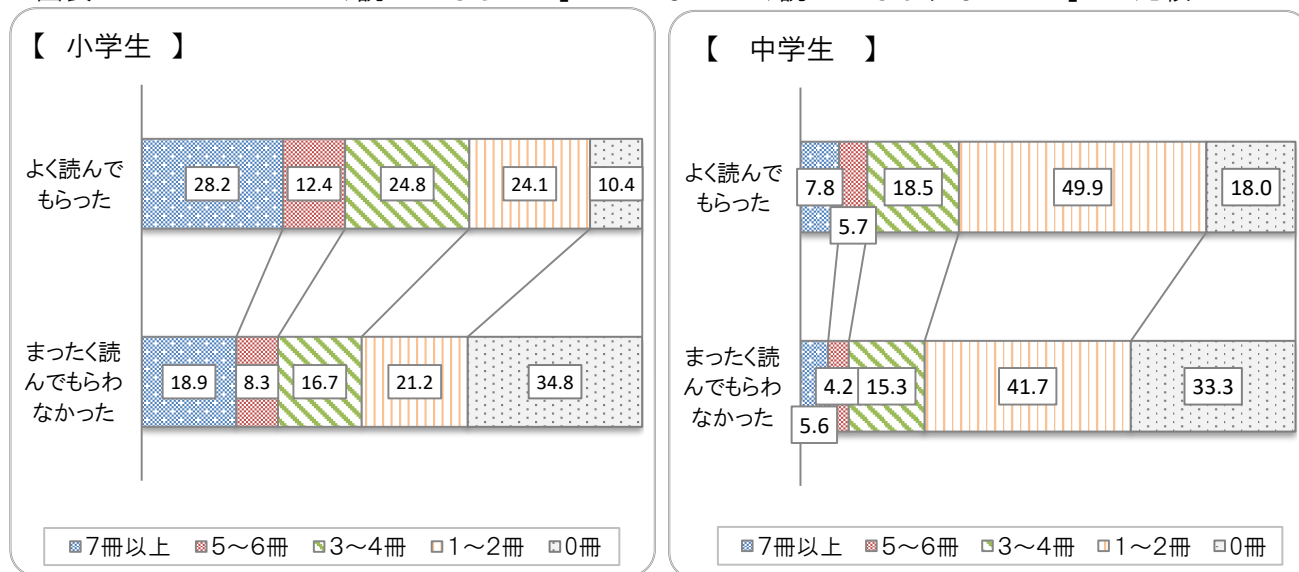 【 小学生 】
よく読んで
もらった
28.2
12.4
24.8
24.1
10.4
まったく読
んでもらわ
なかった
18.9
8.3
16.7
21.2
34.8
7冊以上 5～6冊 3～4冊 1～2冊 0冊
【 中学生 】
よく読んで
もらった
7.8
5.7
18.5
49.9
18.0
まったく読
んでもらわ
なかった
5.6
4.2
15.3
41.7
33.3
7冊以上 5～6冊 3～4冊 1～2冊 0冊